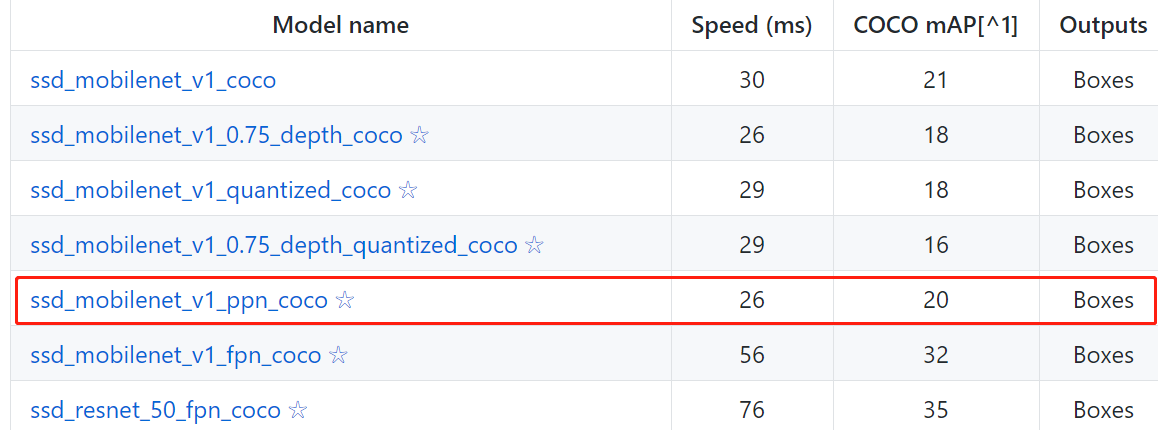 Model name Speed (ms) COCO mAP[^1] Outputs
ssd_mobilenet_v1_coco 30 21 Boxes
ssd_mobilenet_v1_0.75_depth_coco ☆ 26 18 Boxes
ssd_mobilenet_v1_quantized_coco ☆ 29 18 Boxes
ssd_mobilenet_v1_0.75_depth_quantized_coco ☆ 29 16 Boxes
ssd_mobilenet_v1_ppn_coco ☆ 26 20 Boxes
ssd_mobilenet_v1_fpn_coco ☆ 56 32 Boxes
ssd_resnet_50_fpn_coco ☆ 76 35 Boxes